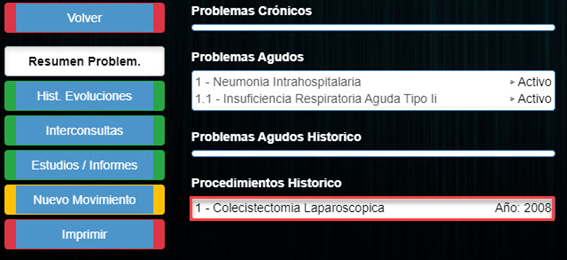 Volver
Resumen Problem.
Hist. Evoluciones
Interconsultas
Estudios / Informes
Nuevo Movimiento
Imprimir
Problemas Crónicos
Problemas Agudos
1 - Neumonia Intrahospitalaria ▹ Activo
1.1 - Insuficiencia Respiratoria Aguda Tipo Ii ▹ Activo
Problemas Agudos Historico
Procedimientos Historico
1 - Colecistectomia Laparoscopica Año: 2008